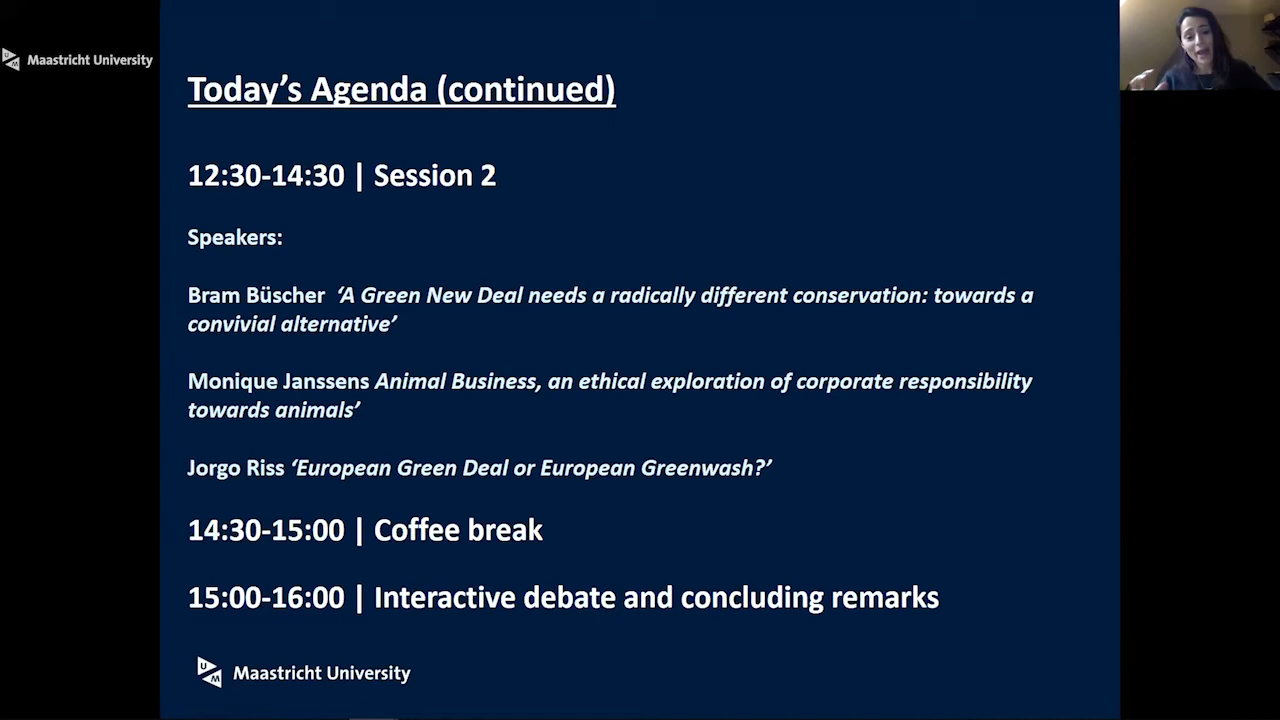 Maastricht University
Today's Agenda (continued)
12:30-14:30 | Session 2
Speakers:
Bram Büscher ‘A Green New Deal needs a radically different conservation: towards a
convivial alternative’
Monique Janssens Animal Business, an ethical exploration of corporate responsibility
towards animals’
Jorgo Riss ‘European Green Deal or European Greenwash?’
14:30-15:00 | Coffee break
15:00-16:00 | Interactive debate and concluding remarks
UM Maastricht University